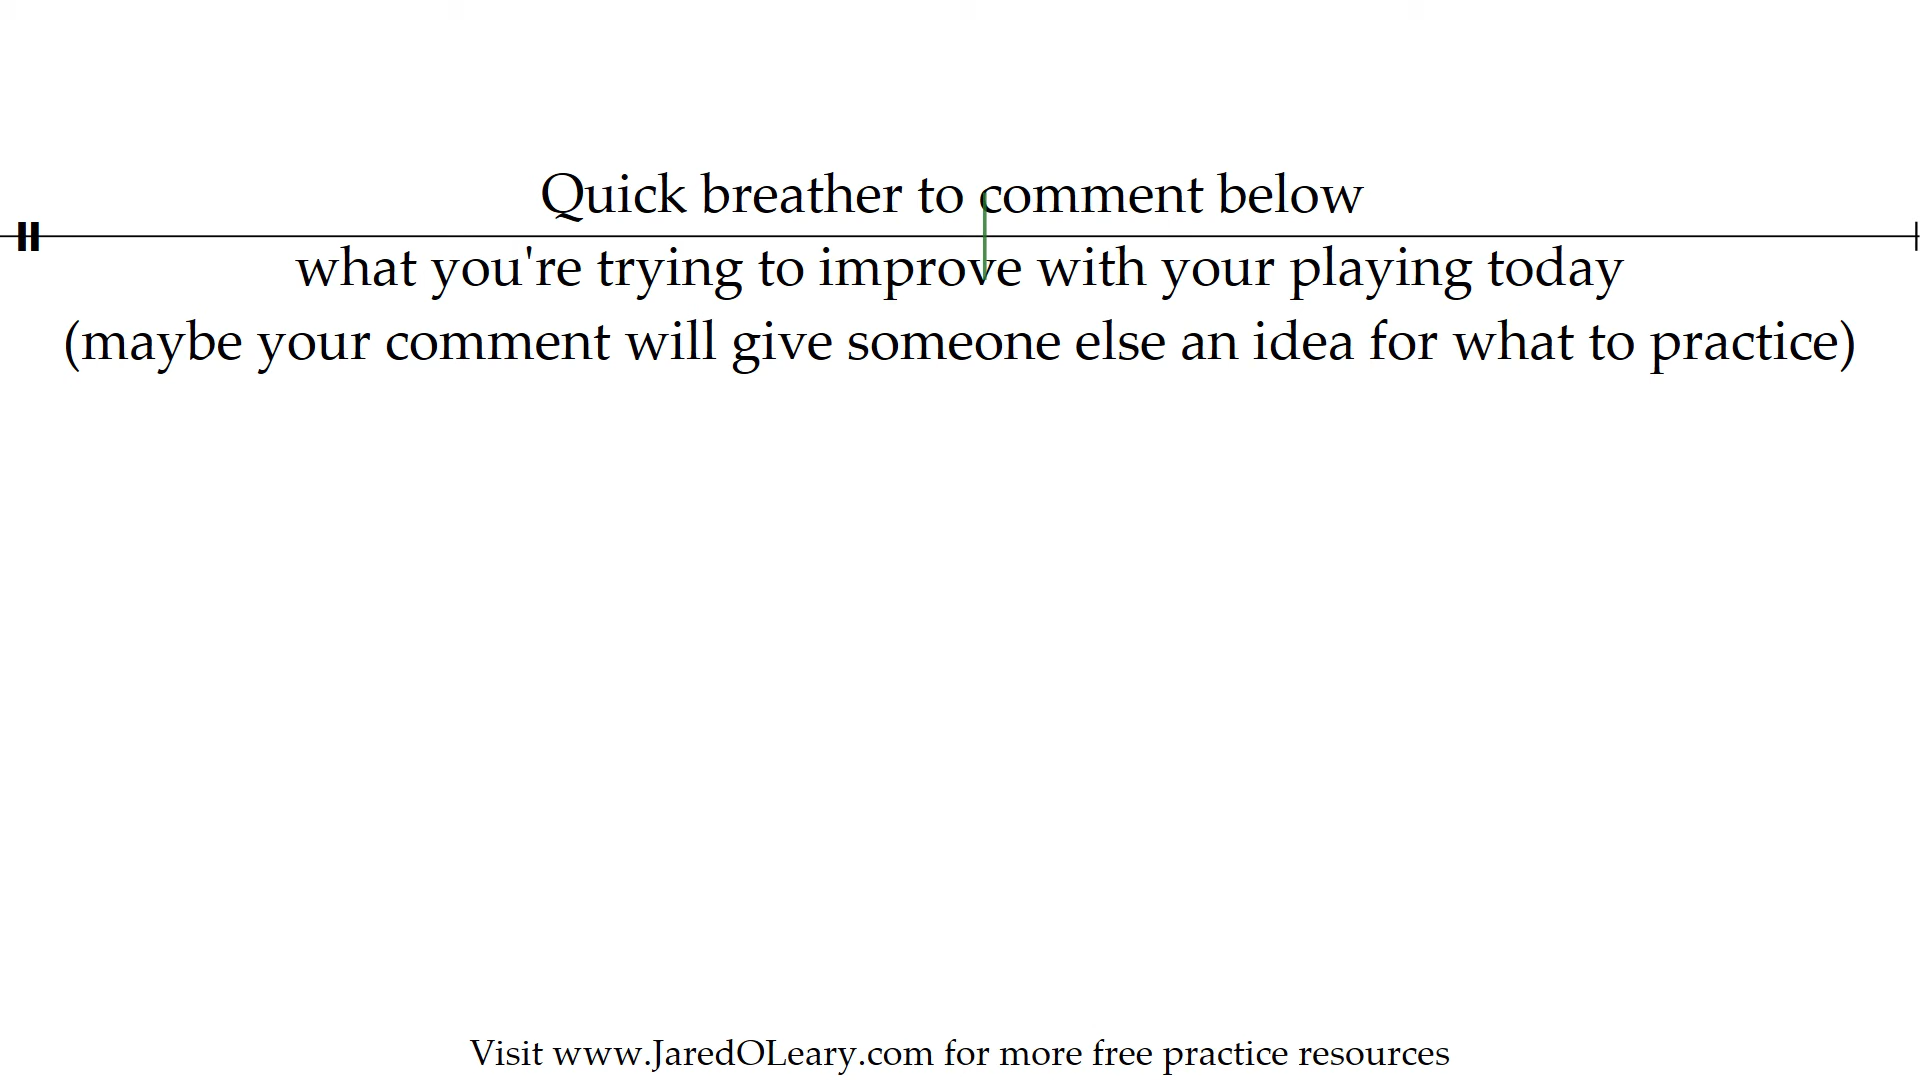 Quick breather to comment below
what you're trying to improve with your playing today
(maybe your comment will give someone else an idea for what to practice)
Visit www.JaredOLeary.com for more free practice resources